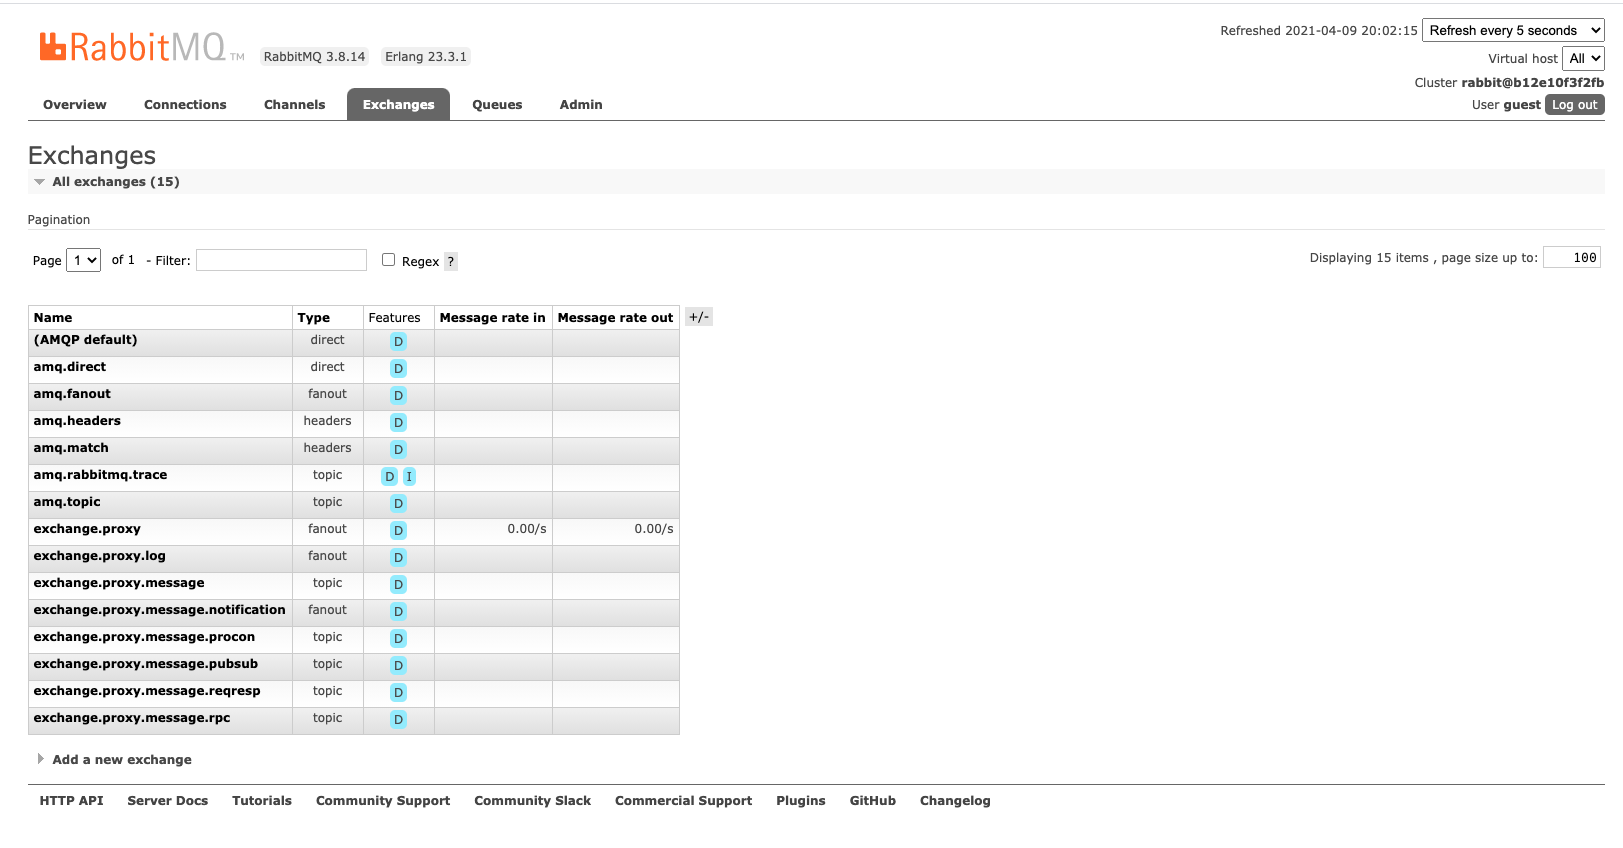 RabbitMQ TM RabbitMQ 3.8.14 Erlang 23.3.1
Refreshed 2021-04-09 20:02:15 Refresh every 5 seconds
Virtual host All
Cluster rabbit@b12e10f3f2fb
User guest Log out
Overview Connections Channels Exchanges Queues Admin
Exchanges
All exchanges (15)
Pagination
Page 1 of 1 - Filter: Regex ? Displaying 15 items , page size up to: 100
Name Type Features Message rate in Message rate out +/-
(AMQP default) direct D
amq.direct direct D
amq.fanout fanout D
amq.headers headers D
amq.match headers D
amq.rabbitmq.trace topic D I
amq.topic topic D
exchange.proxy fanout D 0.00/s 0.00/s
exchange.proxy.log fanout D
exchange.proxy.message topic D
exchange.proxy.message.notification fanout D
exchange.proxy.message.procon topic D
exchange.proxy.message.pubsub topic D
exchange.proxy.message.reqresp topic D
exchange.proxy.message.rpc topic D
Add a new exchange
HTTP API Server Docs Tutorials Community Support Community Slack Commercial Support Plugins GitHub Changelog